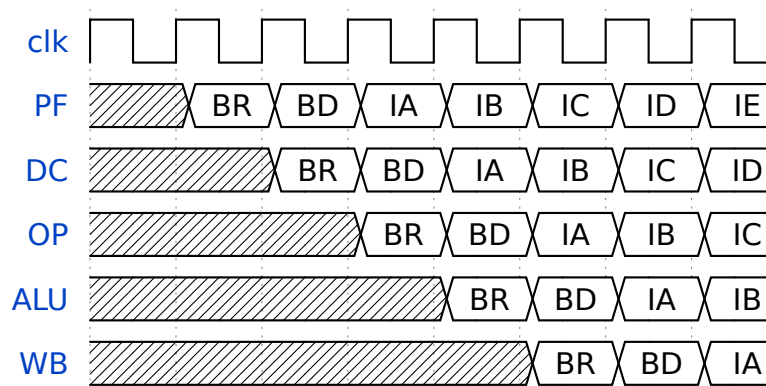 clk
PF BR BD IA IB IC ID IE
DC BR BD IA IB IC ID
OP BR BD IA IB IC
ALU BR BD IA IB
WB BR BD IA